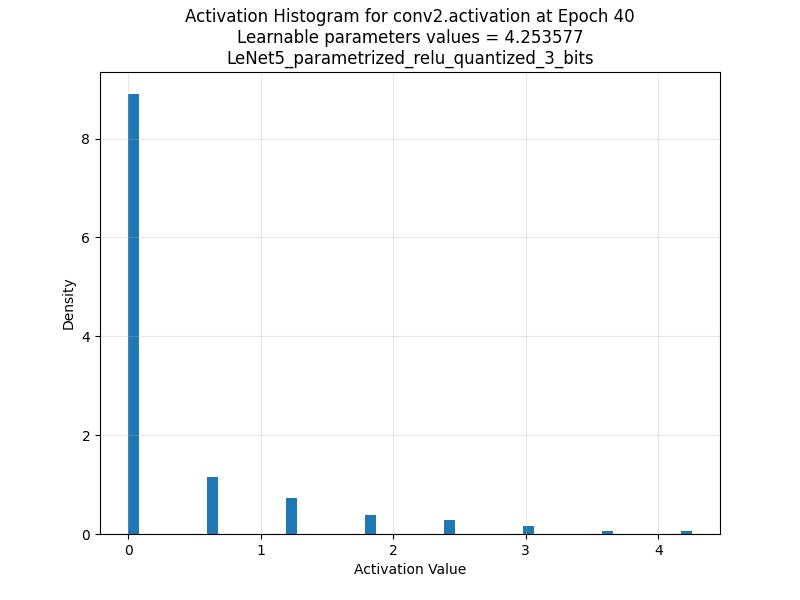 Activation Histogram for conv2.activation at Epoch 40
Learnable parameters values = 4.253577
LeNet5_parametrized_relu_quantized_3_bits
8
6
4
2
0
Density
0 1 2 3 4
Activation Value